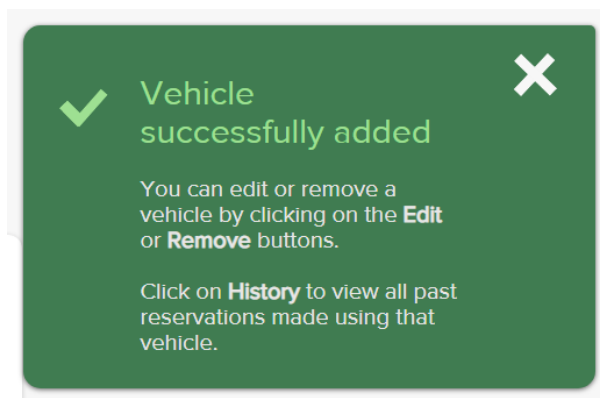 Vehicle
successfully added
You can edit or remove a
vehicle by clicking on the Edit
or Remove buttons.
Click on History to view all past
reservations made using that
vehicle.